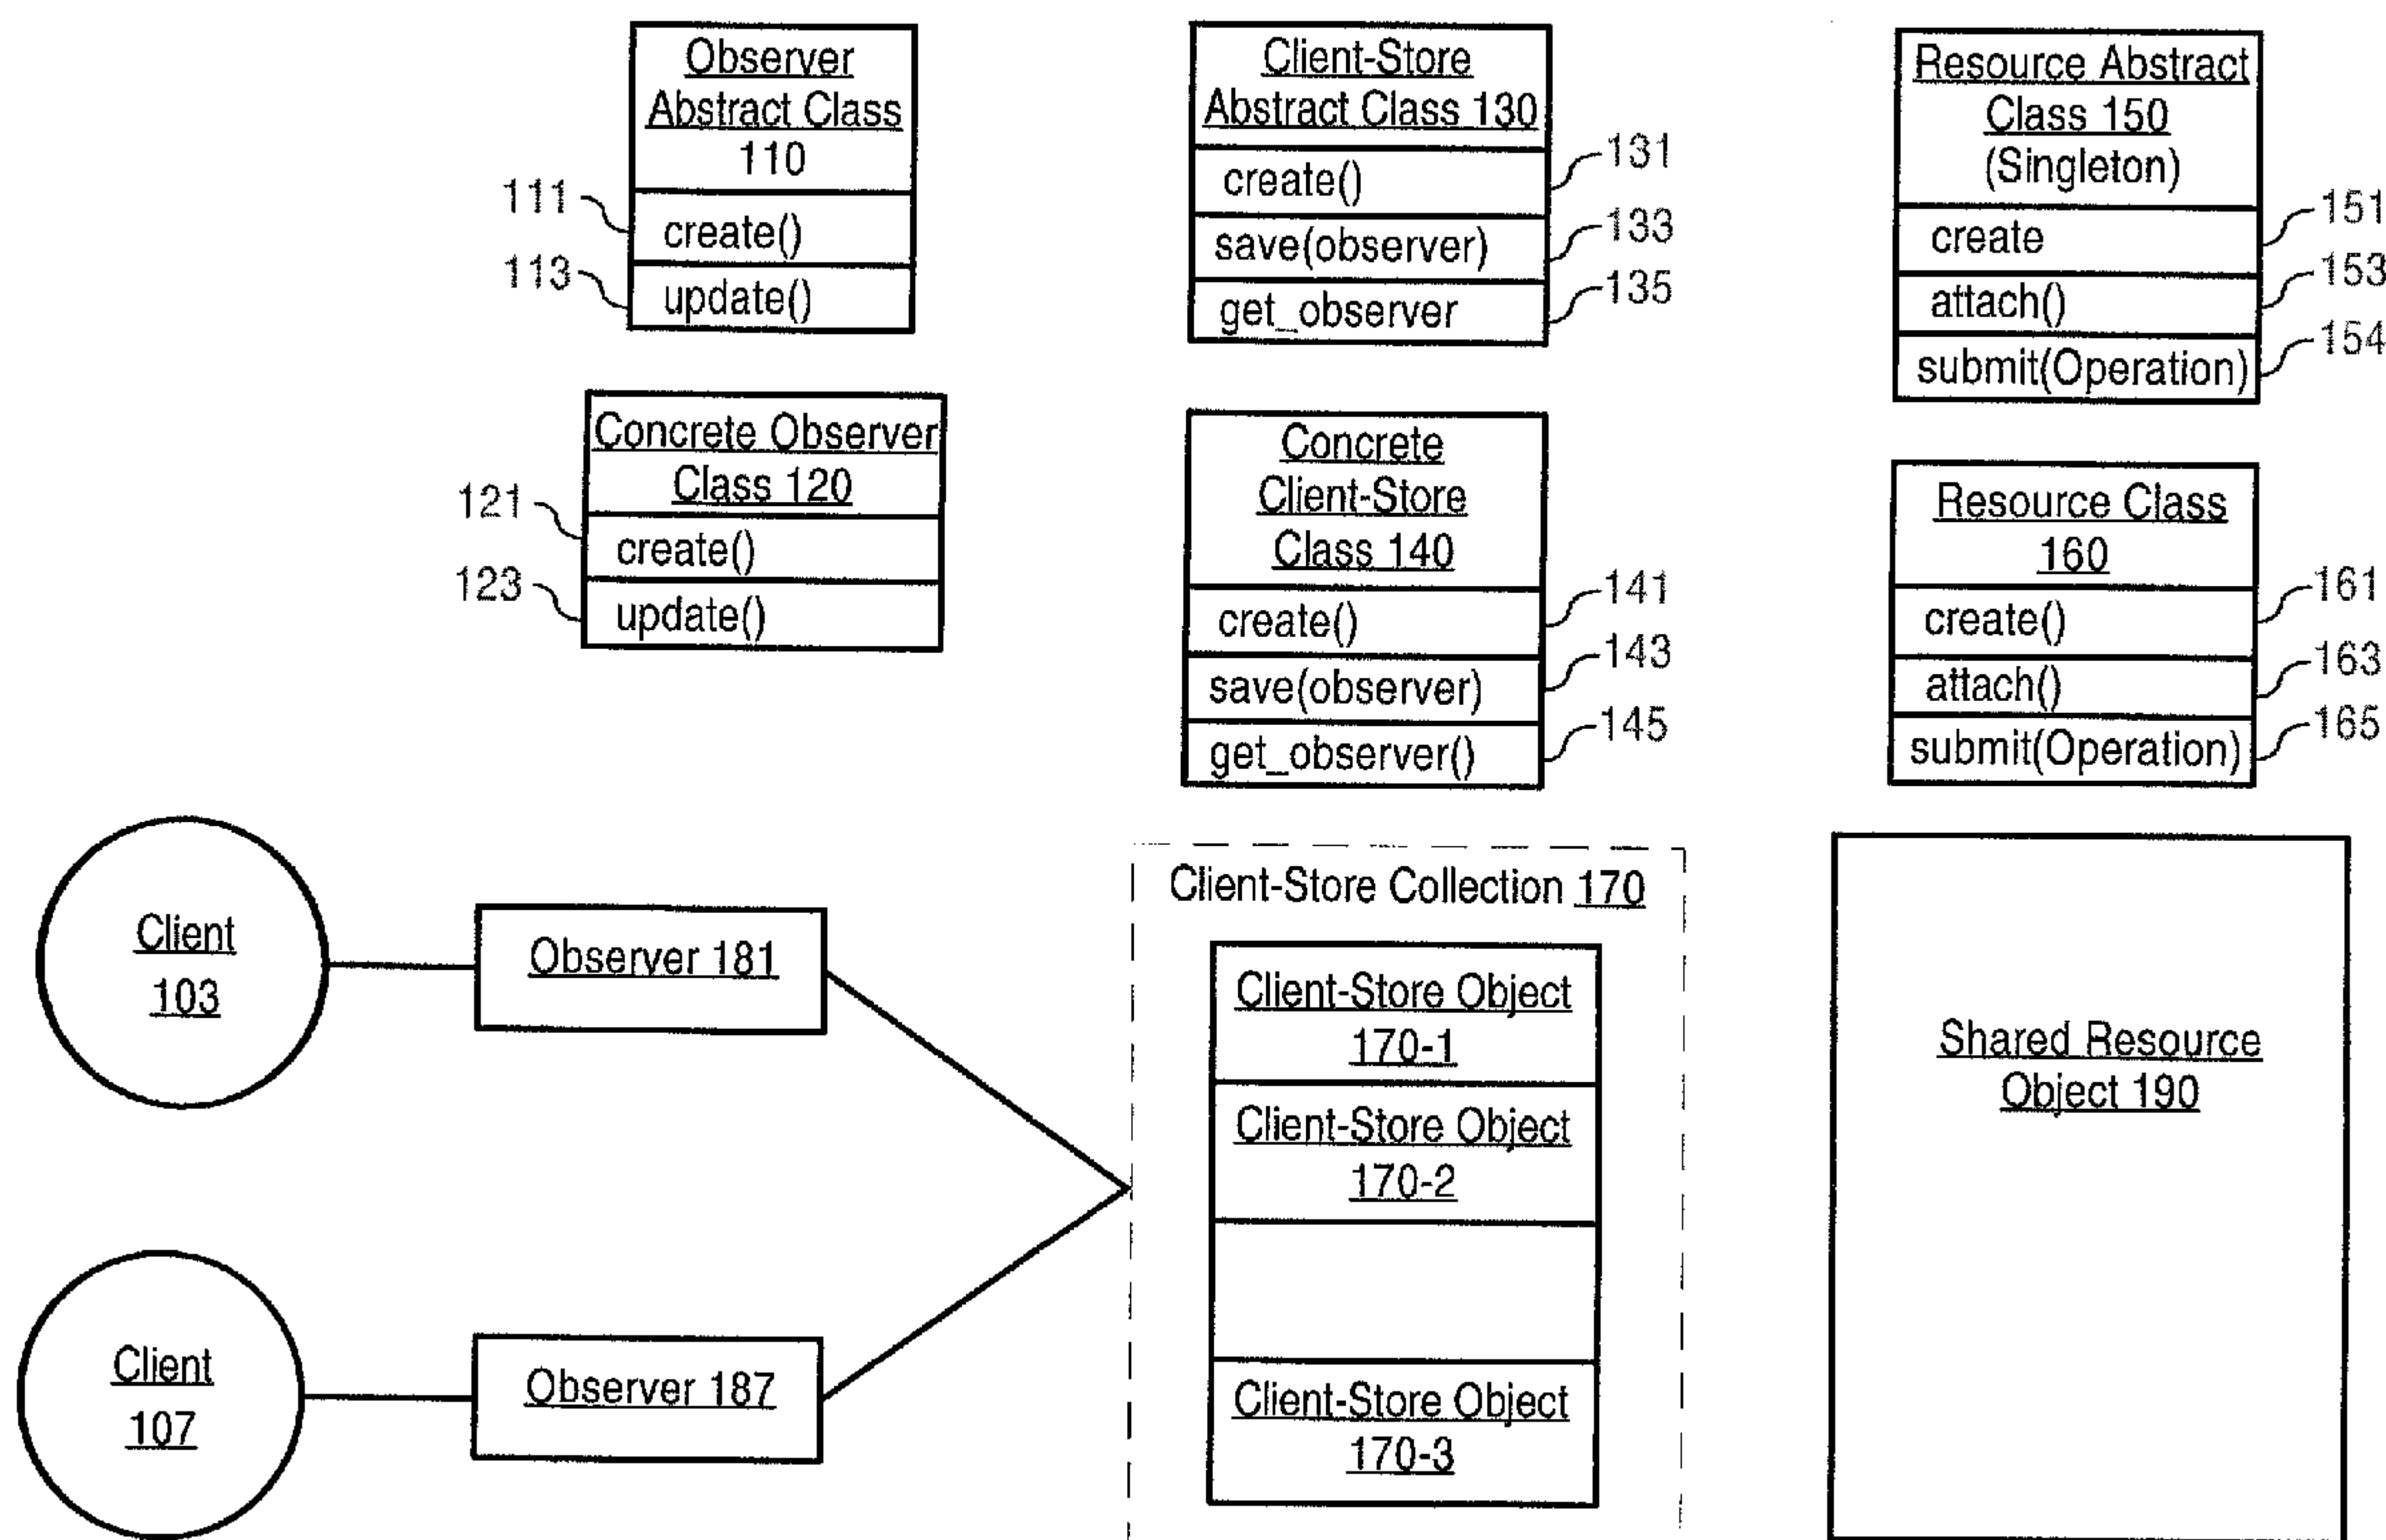 Observer
Abstract Class
110
111
create()
113
update()
Client-Store
Abstract Class 130
create()
131
save(observer)
133
get_observer
135
Resource Abstract
Class 150
(Singleton)
create
151
attach()
153
submit(Operation)
154
Concrete Observer
Class 120
121
create()
123
update()
Concrete
Client-Store
Class 140
create()
141
save(observer)
143
get_observer()
145
Resource Class
160
create()
161
attach()
163
submit(Operation)
165
Client
103
Observer 181
Client
107
Observer 187
Client-Store Collection 170
Client-Store Object
170-1
Client-Store Object
170-2
Client-Store Object
170-3
Shared Resource
Object 190